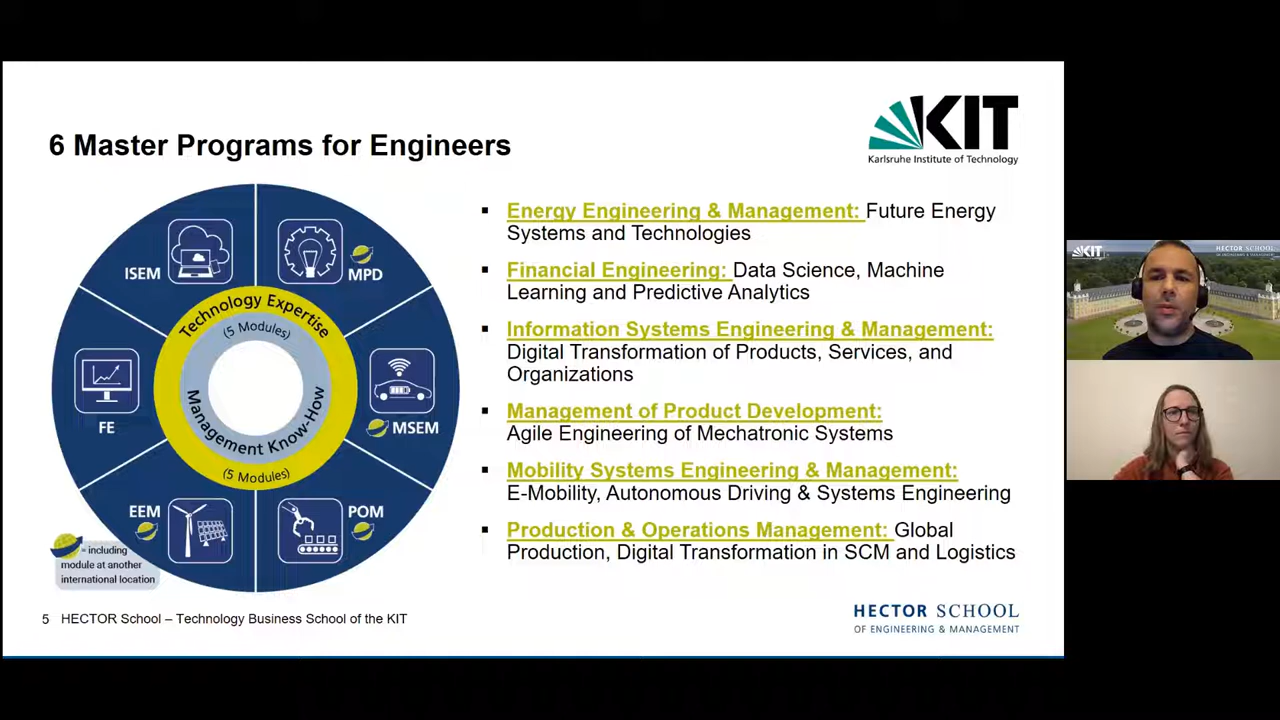 6 Master Programs for Engineers
KIT
Karlsruhe Institute of Technology
ISEM
MPD
FE
MSEM
EEM
POM
Technology Expertise
(5 Modules)
Management Know-How
(5 Modules)
= including
module at another
international location
Energy Engineering & Management: Future Energy
Systems and Technologies
Financial Engineering: Data Science, Machine
Learning and Predictive Analytics
Information Systems Engineering & Management:
Digital Transformation of Products, Services, and
Organizations
Management of Product Development:
Agile Engineering of Mechatronic Systems
Mobility Systems Engineering & Management:
E-Mobility, Autonomous Driving & Systems Engineering
Production & Operations Management: Global
Production, Digital Transformation in SCM and Logistics
5 HECTOR School – Technology Business School of the KIT
HECTOR SCHOOL
OF ENGINEERING & MANAGEMENT
KIT
HECTOR SCHOOL